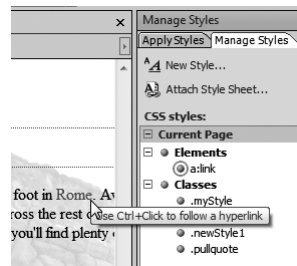 Manage Styles
Apply Styles
Manage Styles
New Style...
Attach Style Sheet...
CSS styles:
Current Page
Elements
a:link
Classes
.myStyle
.newStyle1
.pullquote
foot in Rome. Av
ross the rest o
Use Ctrl+Click to follow a hyperlink
you'll find plenty